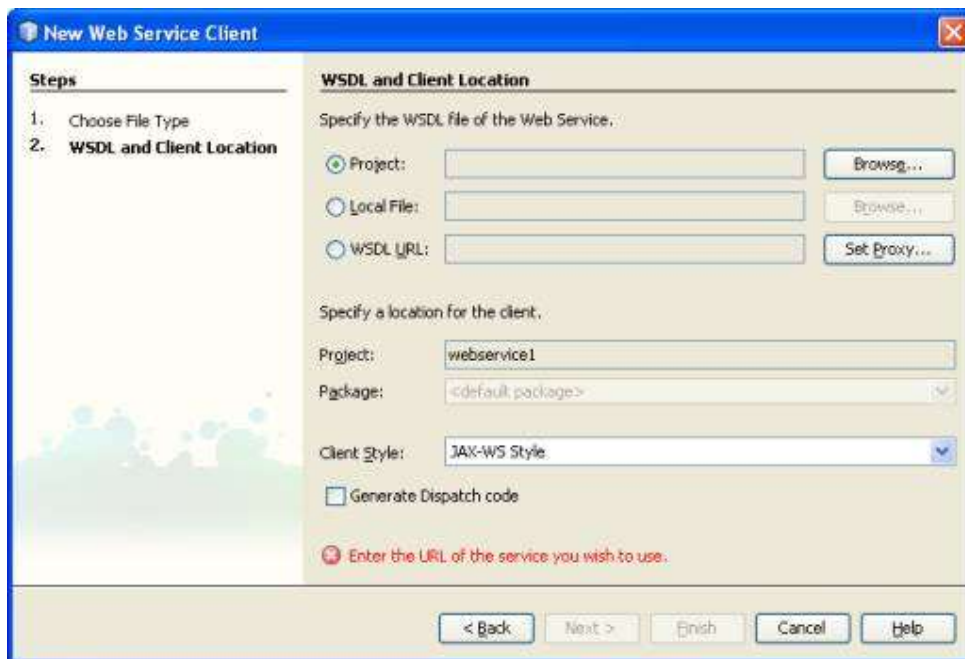 New Web Service Client
Steps
1. Choose File Type
2. WSDL and Client Location
WSDL and Client Location
Specify the WSDL file of the Web Service.
Project: Browse...
Local File: Browse...
WSDL URL: Set Proxy...
Specify a location for the client.
Project: webservice1
Package: <default package>
Client Style: JAX-WS Style
Generate Dispatch code
Enter the URL of the service you wish to use.
< Back Next > Finish Cancel Help